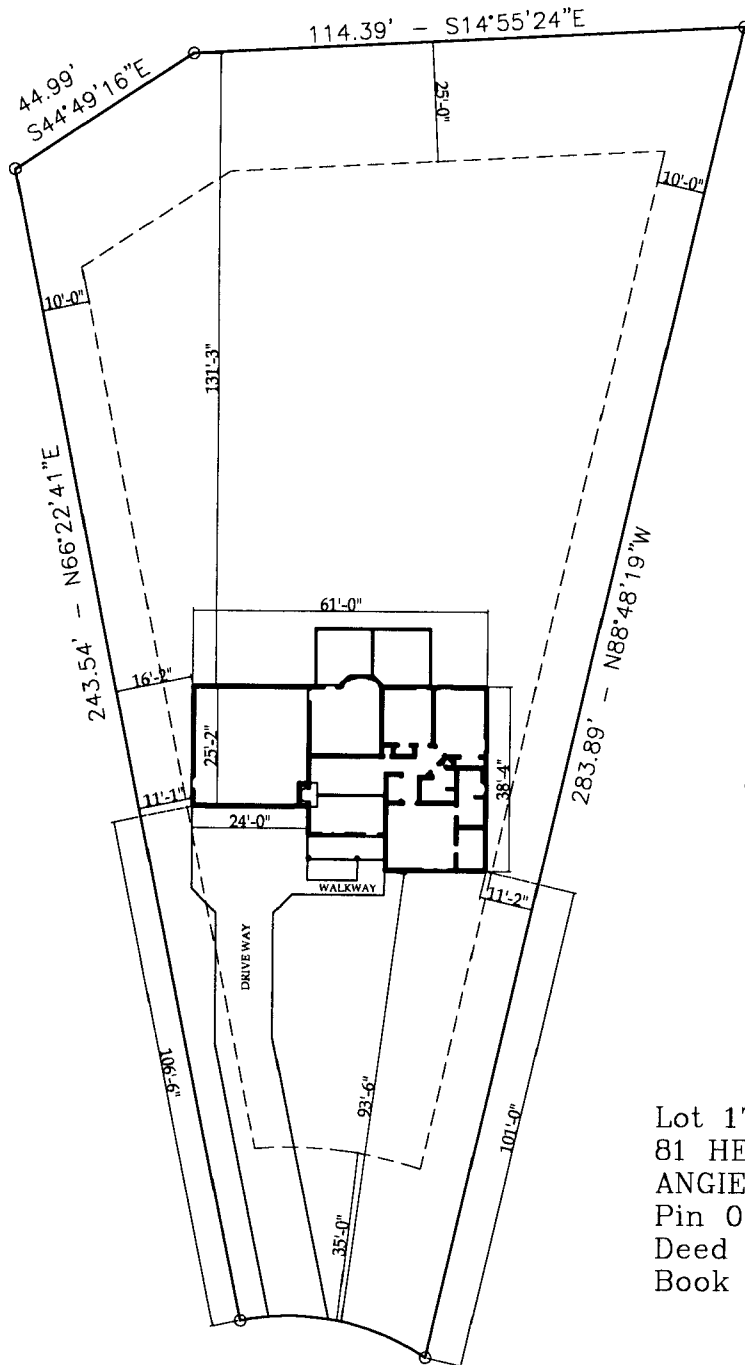 114.39' - S14°55'24"E
44.99'
S44°49'16"E
25'-0"
10'-0"
10'-0"
131'-3"
243.54' - N66°22'41"E
283.89' - N88°48'19"W
61'-0"
16'-2"
25'-2"
38'-4"
11'-1"
24'-0"
WALKWAY
11'-2"
DRIVEWAY
106'-9"
93'-6"
101'-0"
35'-0"
Lot 17
81 HE
ANGIE
Pin 0
Deed
Book